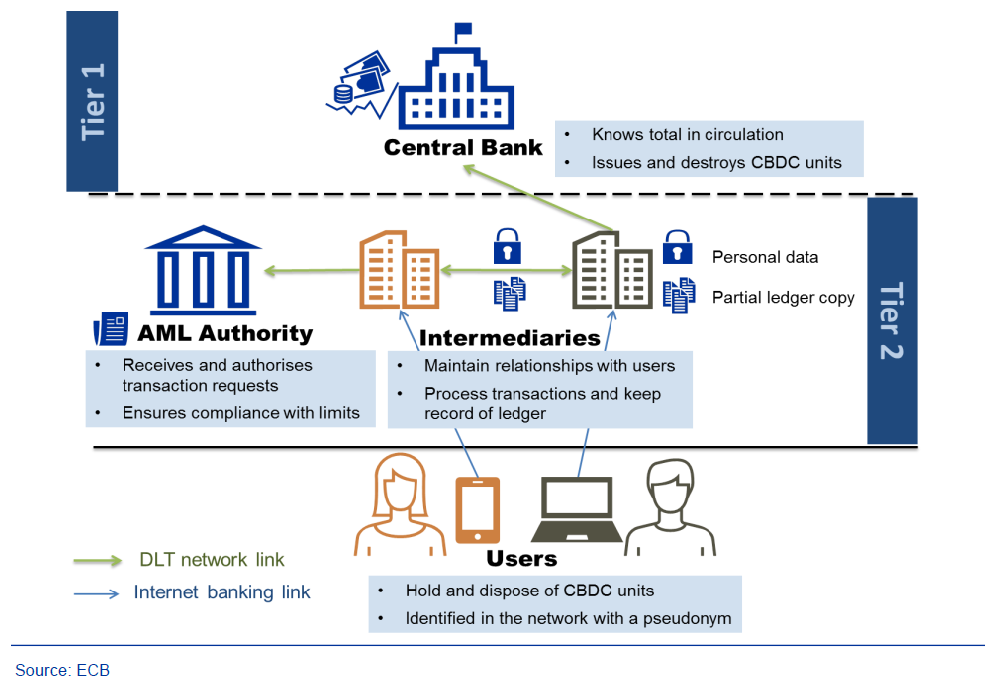 Tier 1
Central Bank
• Knows total in circulation
• Issues and destroys CBDC units
Tier 2
Personal data
Partial ledger copy
AML Authority
• Receives and authorises
transaction requests
• Ensures compliance with limits
Intermediaries
• Maintain relationships with users
• Process transactions and keep
record of ledger
Users
• Hold and dispose of CBDC units
• Identified in the network with a pseudonym
DLT network link
Internet banking link
Source: ECB